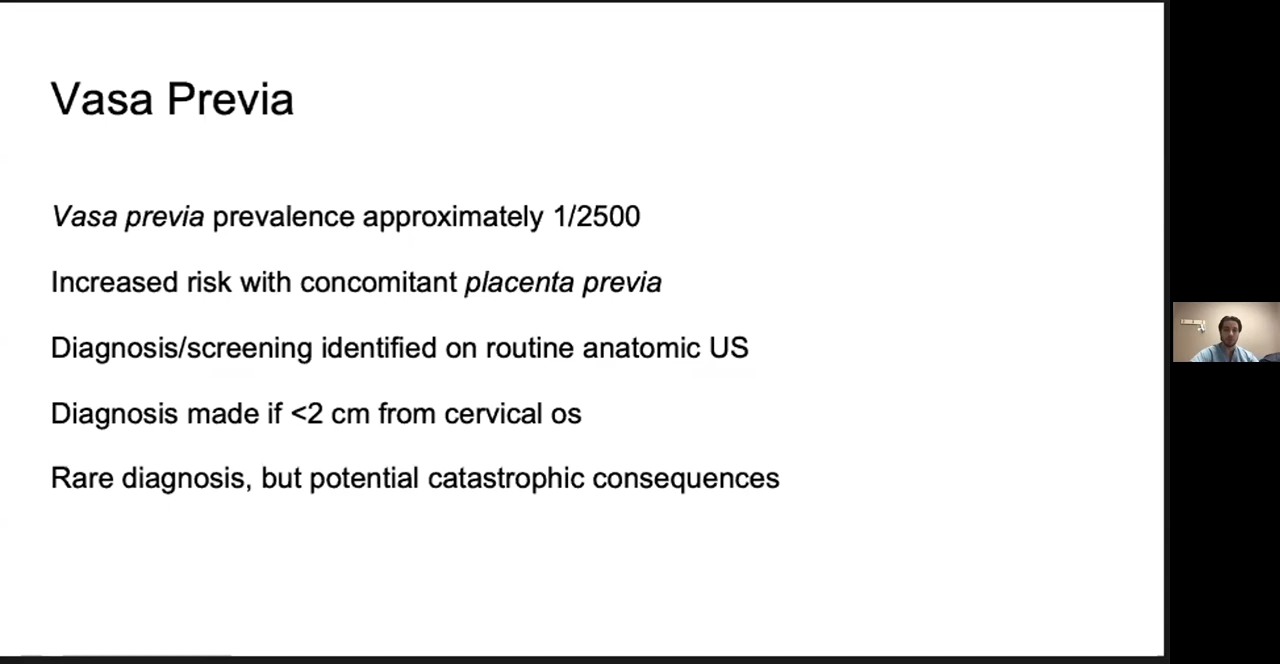 Vasa Previa
Vasa previa prevalence approximately 1/2500
Increased risk with concomitant placenta previa
Diagnosis/screening identified on routine anatomic US
Diagnosis made if <2 cm from cervical os
Rare diagnosis, but potential catastrophic consequences